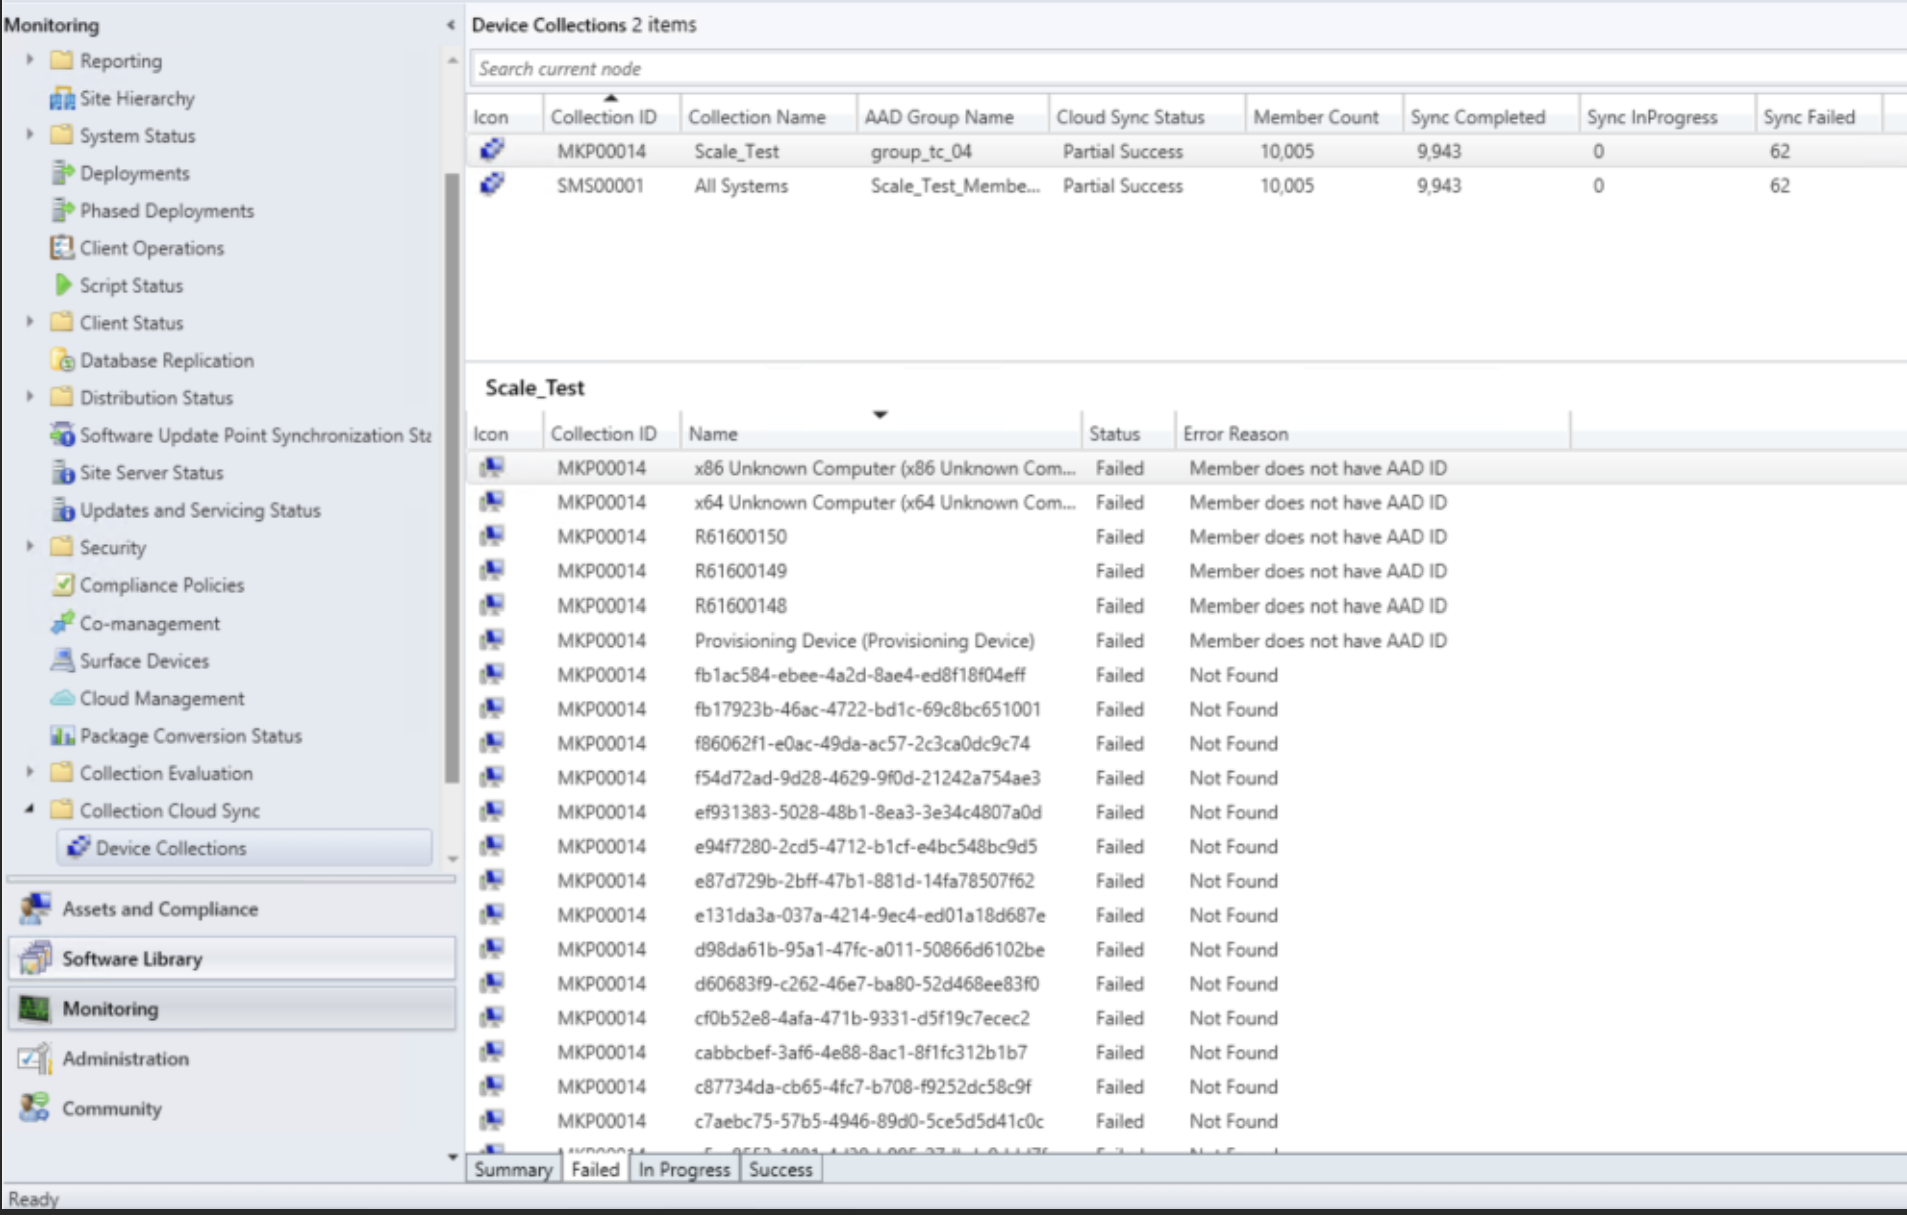 Monitoring
Reporting
Site Hierarchy
System Status
Deployments
Phased Deployments
Client Operations
Script Status
Client Status
Database Replication
Distribution Status
Software Update Point Synchronization Sta
Site Server Status
Updates and Servicing Status
Security
Compliance Policies
Co-management
Surface Devices
Cloud Management
Package Conversion Status
Collection Evaluation
Collection Cloud Sync
Device Collections
Assets and Compliance
Software Library
Monitoring
Administration
Community
Ready
Device Collections 2 items
Search current node
Icon Collection ID Collection Name AAD Group Name Cloud Sync Status Member Count Sync Completed Sync InProgress Sync Failed
MKP00014 Scale_Test group_tc_04 Partial Success 10,005 9,943 0 62
SMS00001 All Systems Scale_Test_Membe... Partial Success 10,005 9,943 0 62
Scale_Test
Icon Collection ID Name Status Error Reason
MKP00014 x86 Unknown Computer (x86 Unknown Com... Failed Member does not have AAD ID
MKP00014 x64 Unknown Computer (x64 Unknown Com... Failed Member does not have AAD ID
MKP00014 R61600150 Failed Member does not have AAD ID
MKP00014 R61600149 Failed Member does not have AAD ID
MKP00014 R61600148 Failed Member does not have AAD ID
MKP00014 Provisioning Device (Provisioning Device) Failed Member does not have AAD ID
MKP00014 fb1ac584-ebee-4a2d-8ae4-ed8f18f04eff Failed Not Found
MKP00014 fb17923b-46ac-4722-bd1c-69c8bc651001 Failed Not Found
MKP00014 f86062f1-e0ac-49da-ac57-2c3ca0dc9c74 Failed Not Found
MKP00014 f54d72ad-9d28-4629-9f0d-21242a754ae3 Failed Not Found
MKP00014 ef931383-5028-48b1-8ea3-3e34c4807a0d Failed Not Found
MKP00014 e94f7280-2cd5-4712-b1cf-e4bc548bc9d5 Failed Not Found
MKP00014 e87d729b-2bff-47b1-881d-14fa78507f62 Failed Not Found
MKP00014 e131da3a-037a-4214-9ec4-ed01a18d687e Failed Not Found
MKP00014 d98da61b-95a1-47fc-a011-50866d6102be Failed Not Found
MKP00014 d60683f9-c262-46e7-ba80-52d468ee83f0 Failed Not Found
MKP00014 cf0b52e8-4afa-471b-9331-d5f19c7ecec2 Failed Not Found
MKP00014 cabbcbef-3af6-4e88-8ac1-8f1fc312b1b7 Failed Not Found
MKP00014 c87734da-cb65-4fc7-b708-f9252dc58c9f Failed Not Found
MKP00014 c7aebc75-57b5-4946-89d0-5ce5d5d41c0c Failed Not Found
Summary Failed In Progress Success